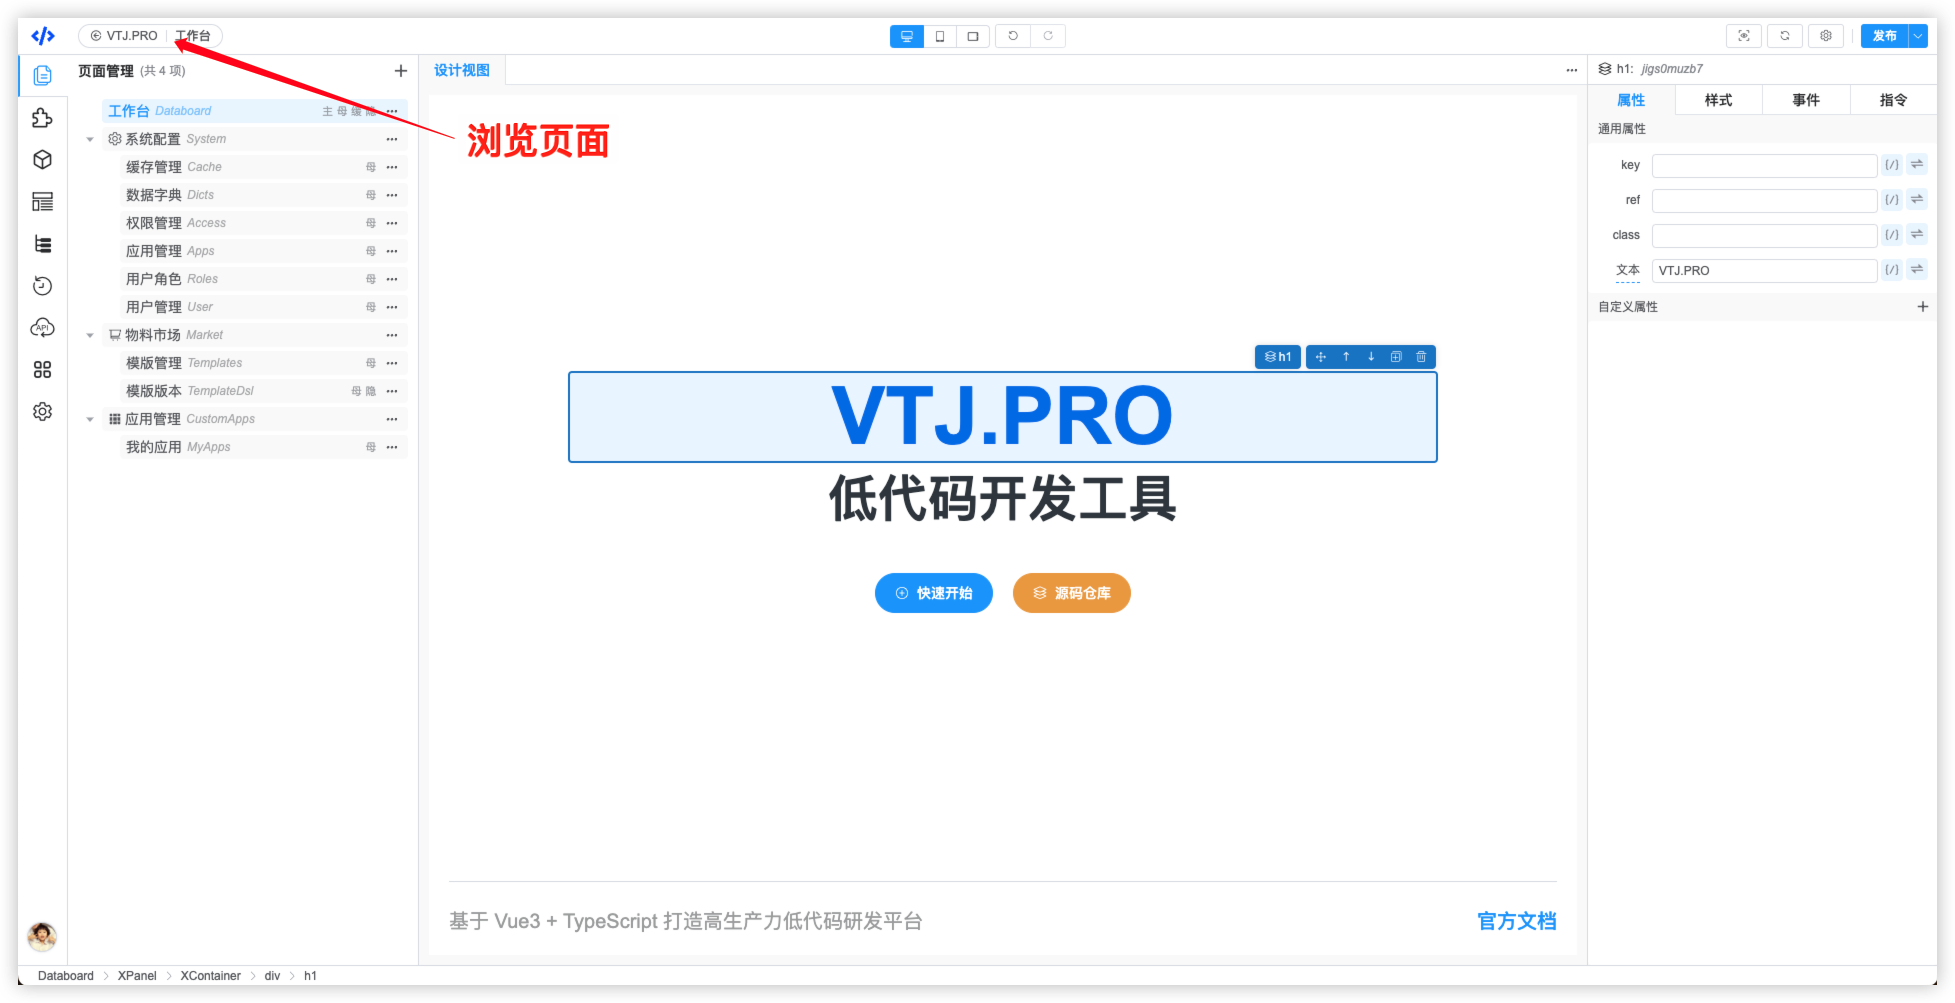 VTJ.PRO 工作台
发布
页面管理 (共 4 项)
工作台 Databoard 主 母 缓 隐
系统配置 System
缓存管理 Cache 母
数据字典 Dicts 母
权限管理 Access 母
应用管理 Apps 母
用户角色 Roles 母
用户管理 User 母
物料市场 Market
模版管理 Templates 母
模版版本 TemplateDsl 母 隐
应用管理 CustomApps
我的应用 MyApps 母
API
设计视图
浏览页面
h1
VTJ.PRO
低代码开发工具
快速开始 源码仓库
基于 Vue3 + TypeScript 打造高生产力低代码研发平台 官方文档
h1: jigs0muzb7
属性 样式 事件 指令
通用属性
key {/}
ref {/}
class {/}
文本 VTJ.PRO {/}
自定义属性
Databoard XPanel XContainer div h1